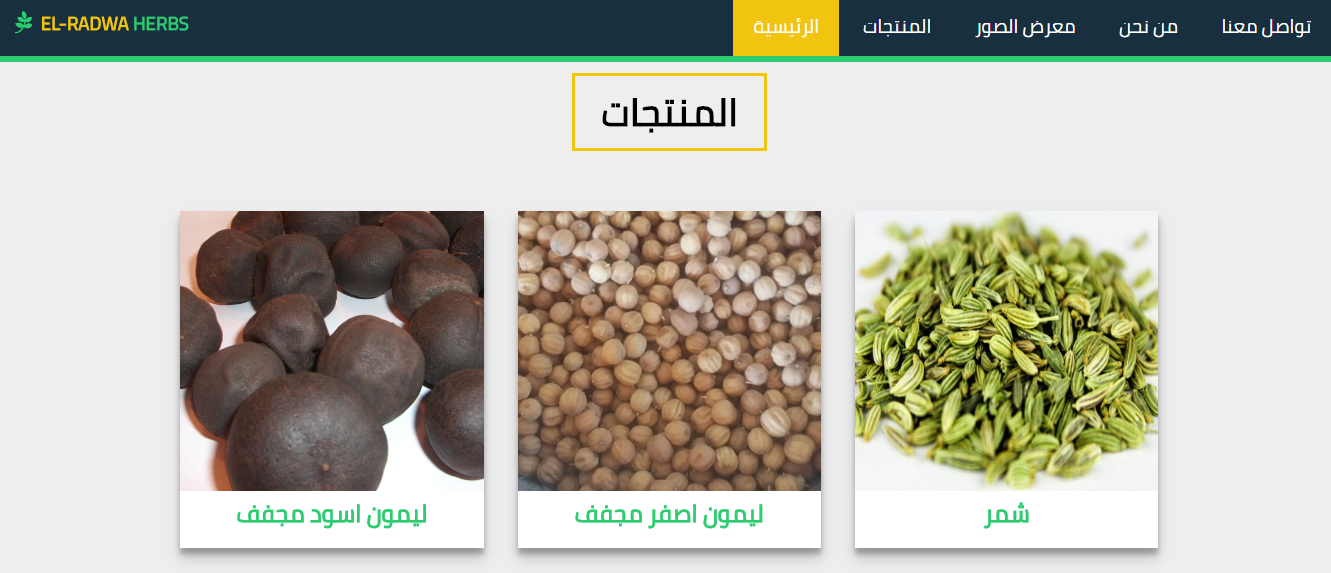 EL-RADWA HERBS
الرئيسية
المنتجات
معرض الصور
من نحن
تواصل معنا
المنتجات
ليمون اسود مجفف
ليمون اصفر مجفف
شمر